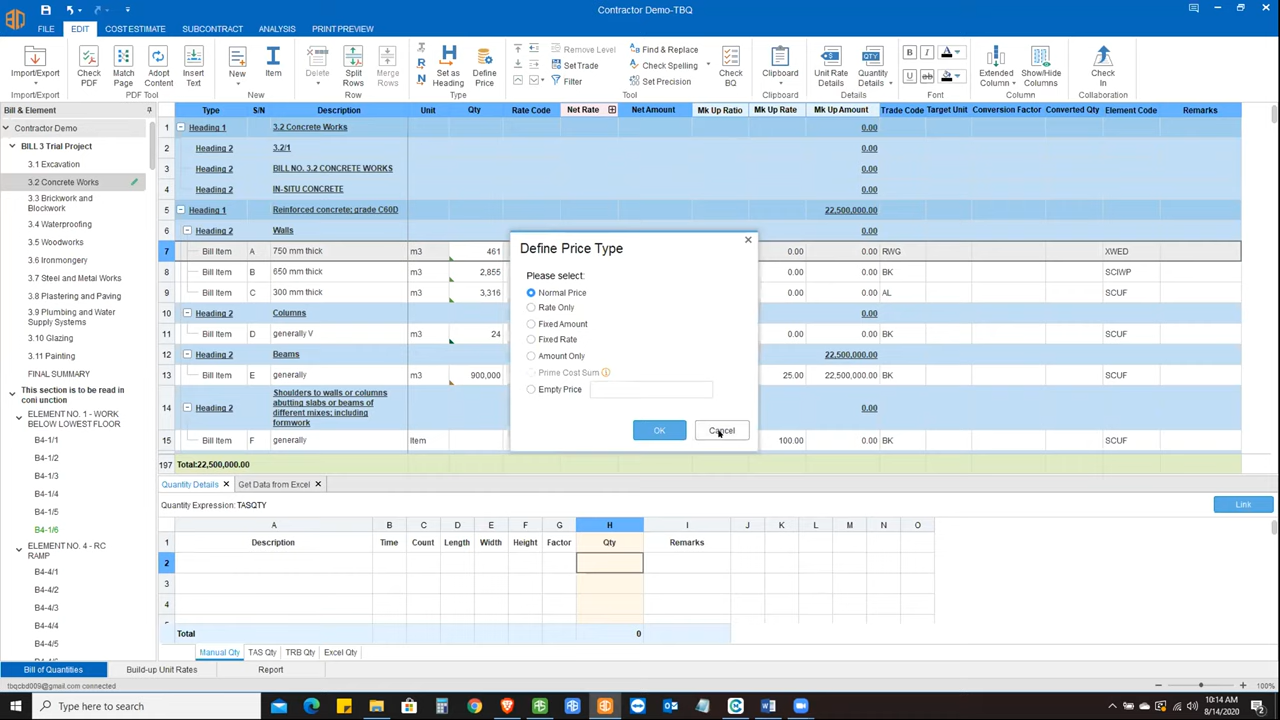 Contractor Demo-TBQ
FILE EDIT COST ESTIMATE SUBCONTRACT ANALYSIS PRINT PREVIEW
Import/Export Check PDF Match Page Adopt Content Insert Text New Item Delete Split Rows Merge Rows T R N Set as Heading Define Price Remove Level Set Trade Filter Find & Replace Check Spelling Set Precision Check BQ Clipboard Unit Rate Details Quantity Details B I A U ab Extended Column Show/Hide Columns Check In
PDF Tool Row Type Tool Details Font Column Collaboration
Bill & Element
Contractor Demo
BILL 3 Trial Project
3.1 Excavation
3.2 Concrete Works
3.3 Brickwork and
Blockwork
3.4 Waterproofing
3.5 Woodworks
3.6 Ironmongery
3.7 Steel and Metal Works
3.8 Plastering and Paving
3.9 Plumbing and Water
Supply Systems
3.10 Glazing
3.11 Painting
FINAL SUMMARY
This section is to be read in
coni unction
ELEMENT NO. 1 - WORK
BELOW LOWEST FLOOR
B4-1/1
B4-1/2
B4-1/3
B4-1/4
B4-1/5
B4-1/6
ELEMENT NO. 4 - RC
RAMP
B4-4/1
B4-4/2
B4-4/3
B4-4/4
B4-4/5
Type S/N Description Unit Qty Rate Code Net Rate Net Amount Mk Up Ratio Mk Up Rate Mk Up Amount Trade Code Target Unit Conversion Factor Converted Qty Element Code Remarks
1 Heading 1 3.2 Concrete Works 0.00
2 Heading 2 3.2/1 0.00
3 Heading 2 BILL NO. 3.2 CONCRETE WORKS 0.00
4 Heading 2 IN-SITU CONCRETE 0.00
5 Heading 1 Reinforced concrete; grade C60D 22,500,000.00
6 Heading 2 Walls 0.00
7 Bill Item A 750 mm thick m3 461 0.00 0.00 RWG XWED
8 Bill Item B 650 mm thick m3 2,855 0.00 0.00 BK SCIWP
9 Bill Item C 300 mm thick m3 3,316 0.00 0.00 AL SCUF
10 Heading 2 Columns 0.00
11 Bill Item D generally V m3 24 0.00 0.00 BK SCUF
12 Heading 2 Beams 22,500,000.00
13 Bill Item E generally m3 900,000 25.00 22,500,000.00 BK SCUF
14 Heading 2 Shoulders to walls or columns
abutting slabs or beams
of different mixes; including
formwork 0.00
15 Bill Item F generally Item 100.00 0.00 BK SCUF
197 Total:22,500,000.00
Define Price Type
Please select:
Normal Price
Rate Only
Fixed Amount
Fixed Rate
Amount Only
Prime Cost Sum
Empty Price
OK Cancel
Quantity Details Get Data from Excel
Quantity Expression: TASQTY Link
A B C D E F G H I J K L M N O
1 Description Time Count Length Width Height Factor Qty Remarks
2
3
4
Total 0
Manual Qty TAS Qty TRB Qty Excel Qty
Bill of Quantities Build-up Unit Rates Report
tbqcbd009@gmail.com connected 100%
Type here to search
10:14 AM
8/14/2020
2